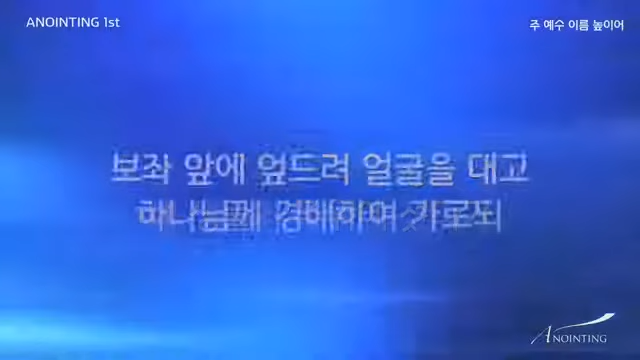 ANOINTING 1st
주 예수 이름 높이어
보좌 앞에 엎드려 얼굴을 대고
하나님께 경배하여 가로되
ANOINTING